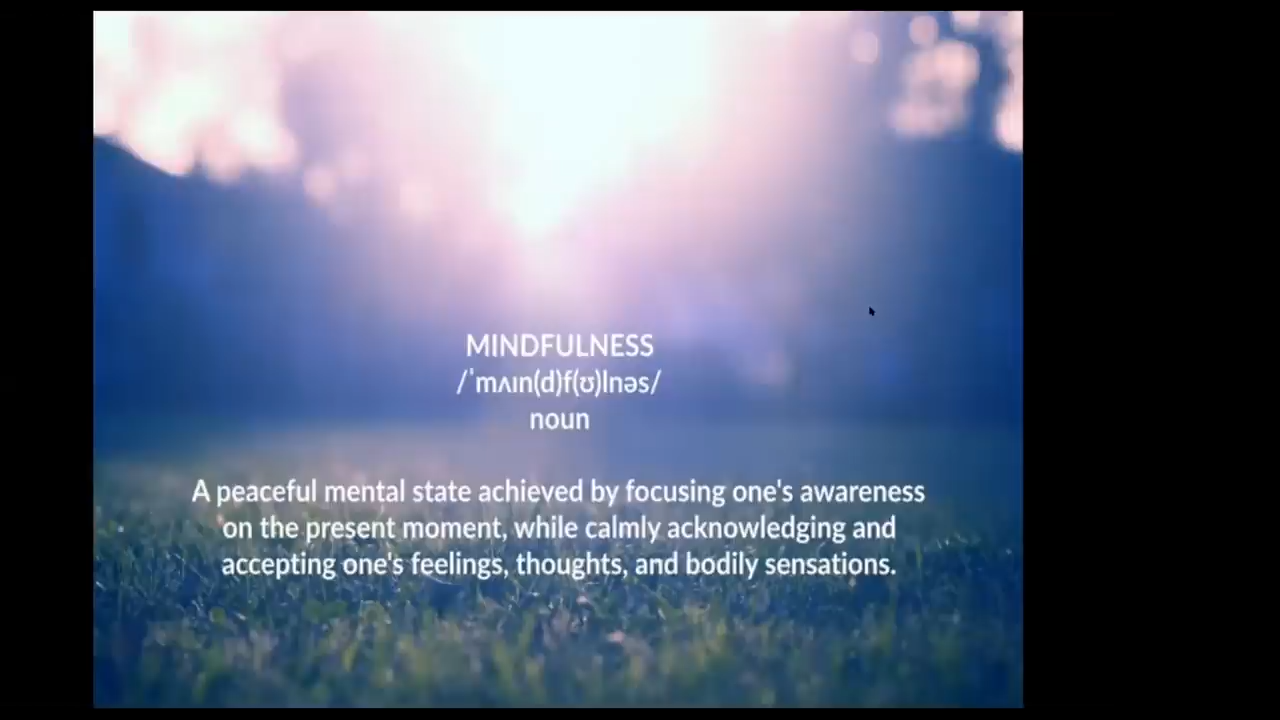 MINDFULNESS
/ˈmʌɪn(d)f(ʊ)lnəs/
noun
A peaceful mental state achieved by focusing one's awareness
on the present moment, while calmly acknowledging and
accepting one's feelings, thoughts, and bodily sensations.